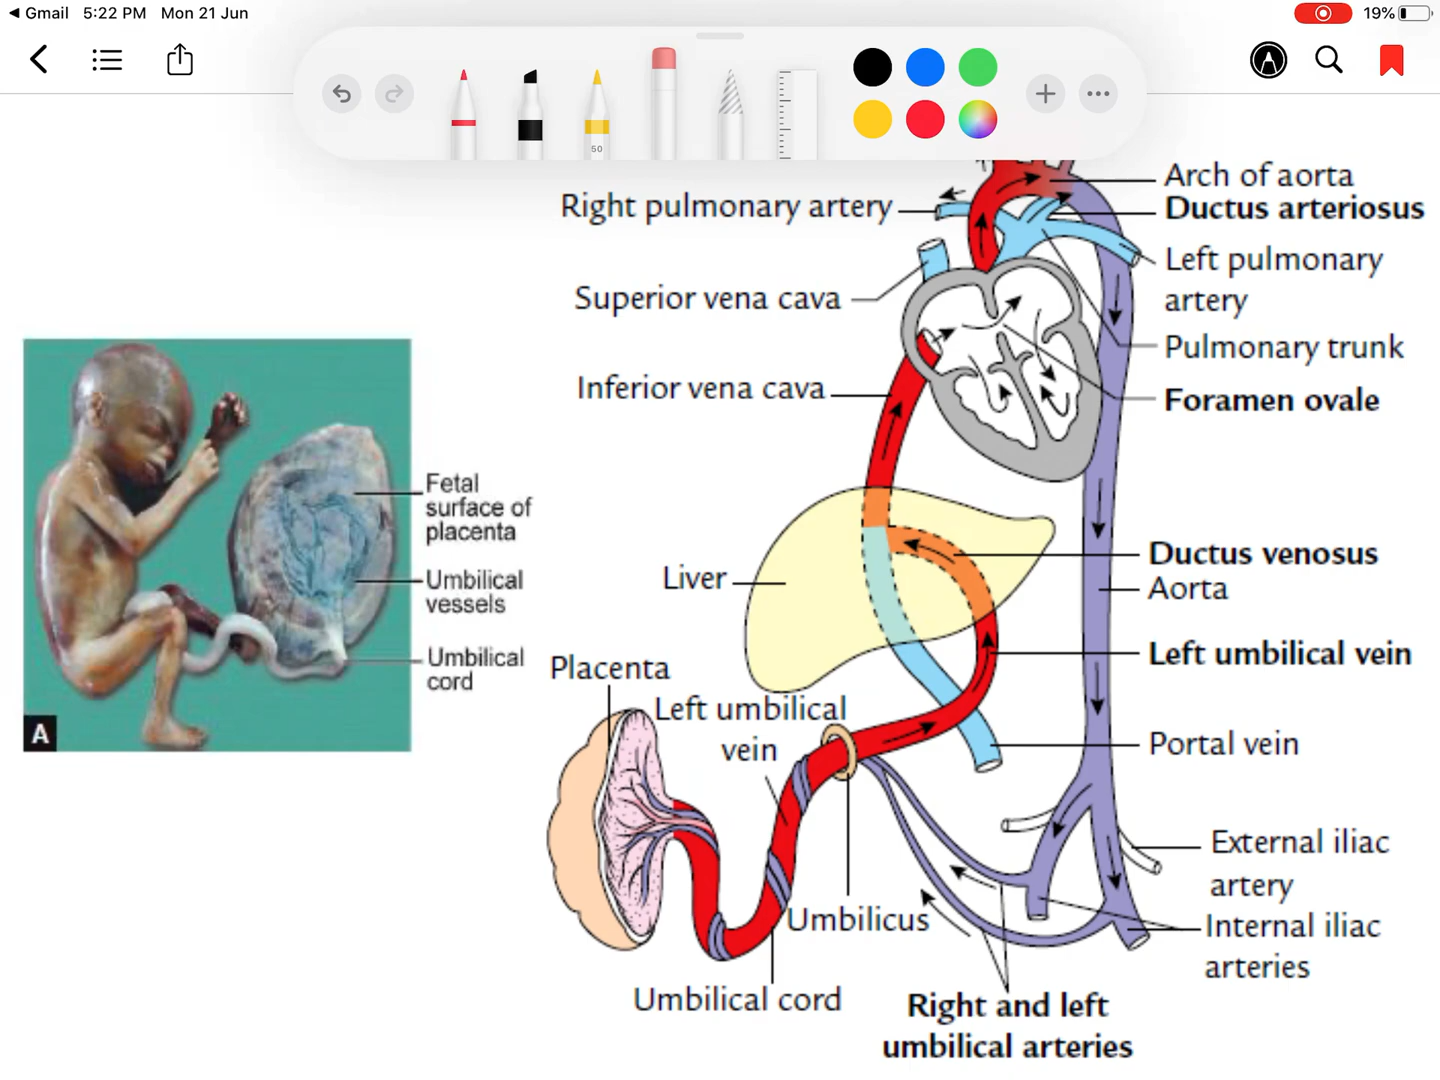 Gmail 5:22 PM Mon 21 Jun
19%
50
Arch of aorta
Right pulmonary artery
Ductus arteriosus
Left pulmonary
artery
Superior vena cava
Pulmonary trunk
Inferior vena cava
Foramen ovale
Fetal
surface of
placenta
Umbilical
vessels
Umbilical
cord
A
Liver
Ductus venosus
Aorta
Placenta
Left umbilical vein
Left umbilical
vein
Portal vein
External iliac
artery
Umbilicus
Internal iliac
arteries
Umbilical cord
Right and left
umbilical arteries